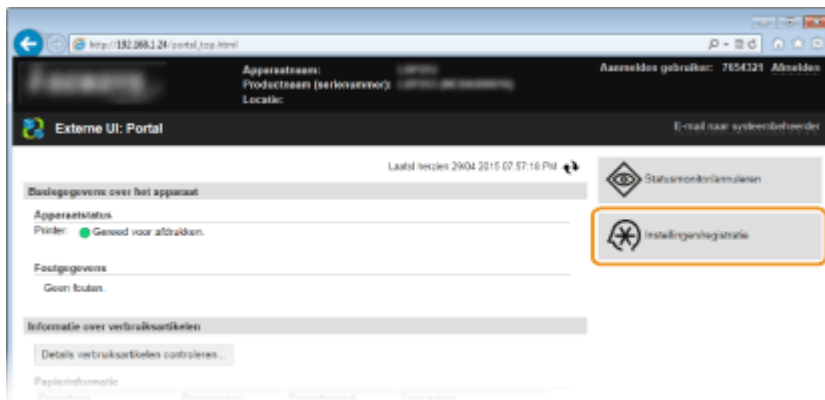 http://192.168.1.24/portal_top.html
Apparaatnaam:
Productnaam (serienummer):
Locatie:
Aanmelden gebruiker: 7654321 Afmelden
Externe UI: Portal
E-mail naar systeembeheerder
Laatst herzien: 29/04 2015 07:57:18 PM
Statusmonitor/annuleren
Basisgegevens over het apparaat
Apparaatstatus
Printer: Gereed voor afdrukken.
Instellingen/registratie
Foutgegevens
Geen fouten.
Informatie over verbruiksartikelen
Details verbruiksartikelen controleren...
Papierinformatie